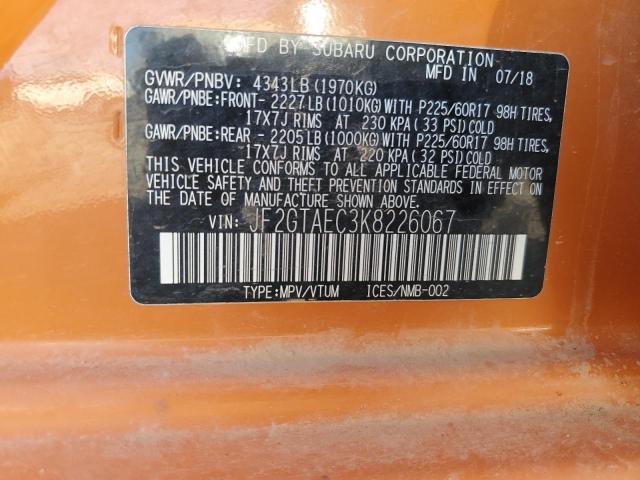 MFD BY SUBARU CORPORATION
MFD IN 07/18
GVWR/PNBV: 4343LB(1970KG)
GAWR/PNBE:FRONT- 2227LB(1010KG)WITH P225/60R17 98H TIRES,
17X7J RIMS AT 230 KPA(33 PSI)COLD
GAWR/PNBE:REAR - 2205LB(1000KG)WITH P225/60R17 98H TIRES,
17X7J RIMS AT 220 KPA(32 PSI)COLD
THIS VEHICLE CONFORMS TO ALL APPLICABLE FEDERAL MOTOR
VEHICLE SAFETY AND THEFT PREVENTION STANDARDS IN EFFECT ON
THE DATE OF MANUFACTURE SHOWN ABOVE.
VIN: JF2GTAEC3K8226067
TYPE:MPV/VTUM ICES/NMB-002